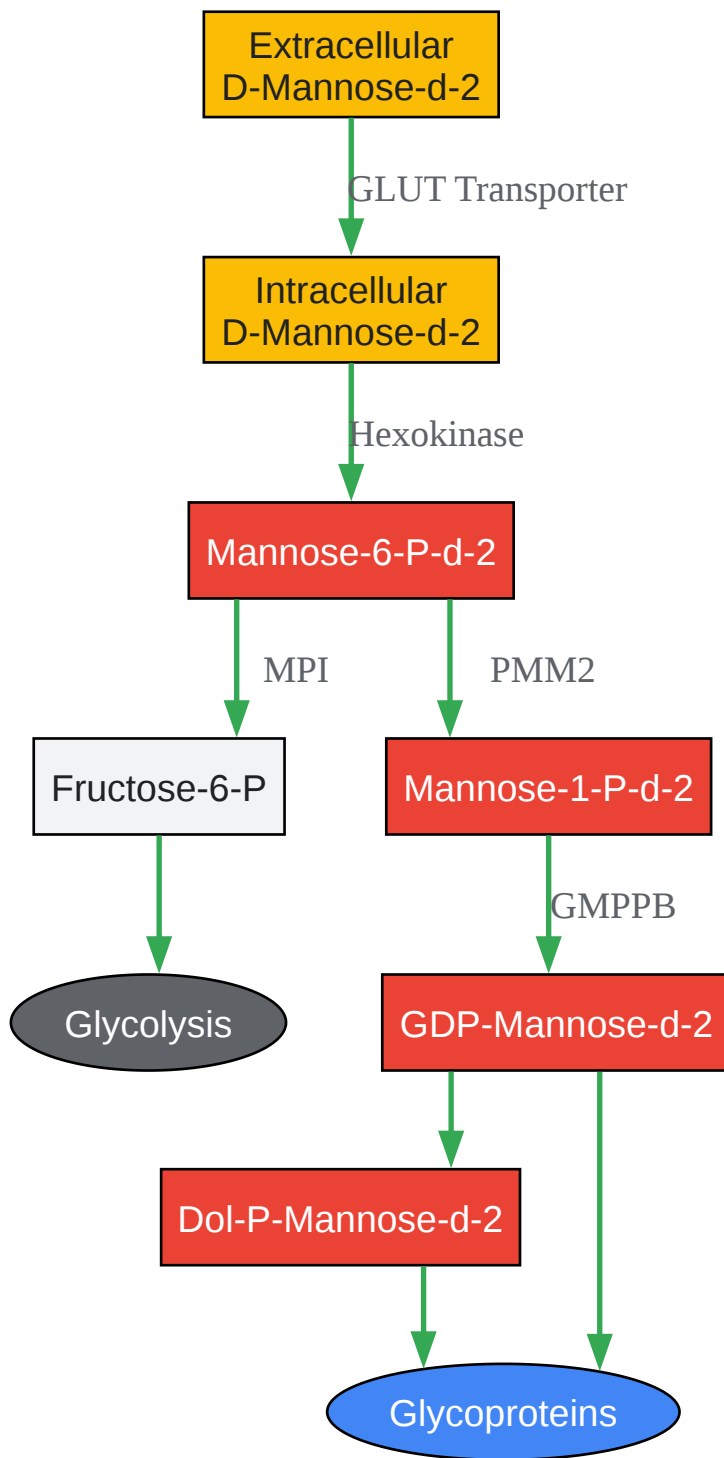 Extracellular
D-Mannose-d-2
GLUT Transporter
Intracellular
D-Mannose-d-2
Hexokinase
Mannose-6-P-d-2
MPI
PMM2
Fructose-6-P
Mannose-1-P-d-2
GMPPB
Glycolysis
GDP-Mannose-d-2
Dol-P-Mannose-d-2
Glycoproteins